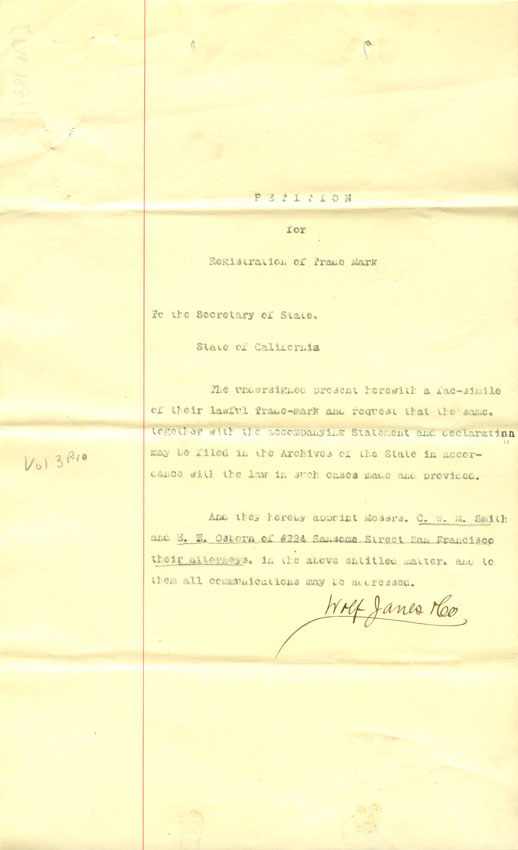 PETITION
for
Registration of Trade Mark
To the Secretary of State.
State of California
The undersigned present herewith a fac-simile
of their lawful Trade-mark and request that the same.
together with the accompanying Statement and declaration
may be filed in the Archives of the State in accor-
dance with the law in such cases made and provided.
Vol 3 P.10
And they hereby appoint Messrs. C. W. M. Smith
and E. E. Osborn of #224 Sansome Street San Francisco
their attorneys. in the above entitled matter. and to
them all communications may be addressed.
Wolf Janes & Co